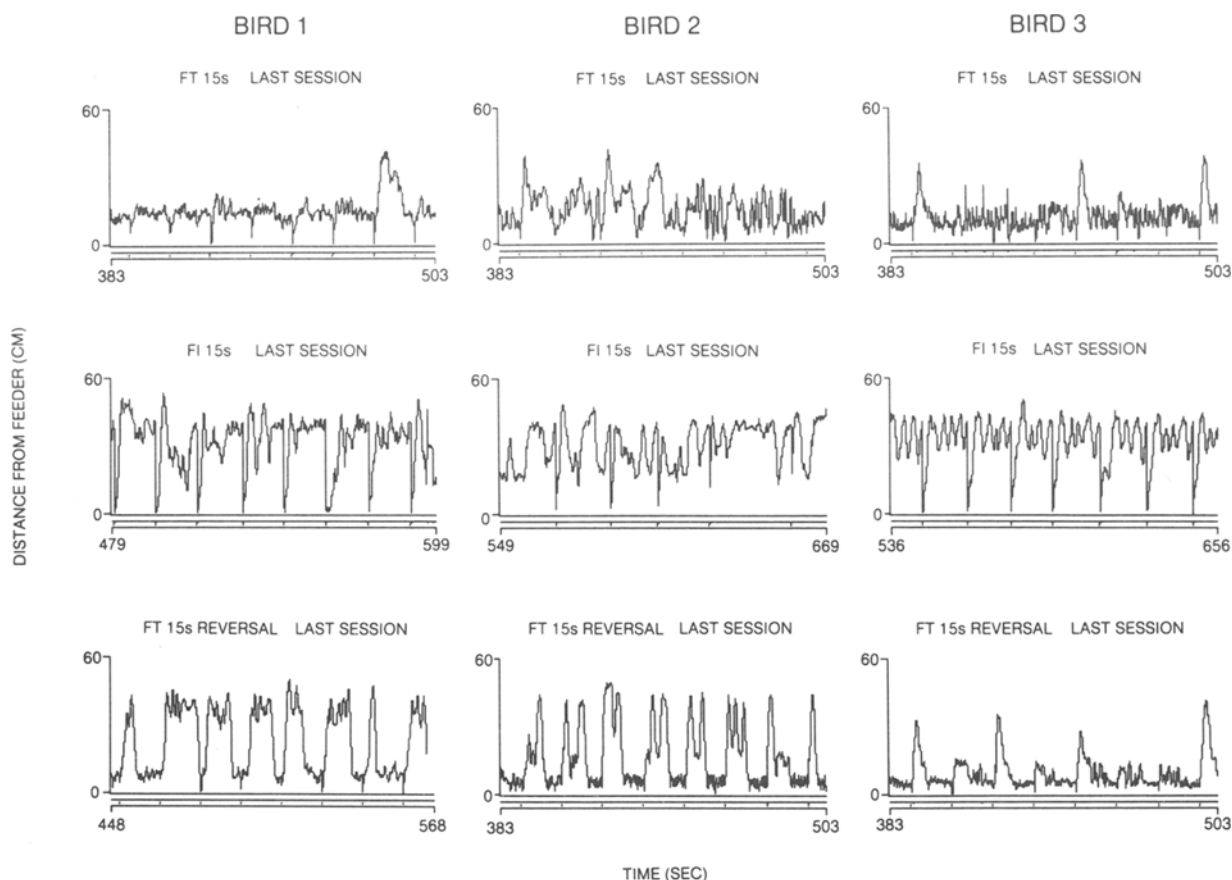 BIRD 1 BIRD 2 BIRD 3
FT 15s LAST SESSION FT 15s LAST SESSION FT 15s LAST SESSION
60 60 60
0 0 0
383 503 383 503 383 503
DISTANCE FROM FEEDER (CM)
FI 15s LAST SESSION FI 15s LAST SESSION FI 15s LAST SESSION
60 60 60
0 0 0
479 599 549 669 536 656
FT 15s REVERSAL LAST SESSION FT 15s REVERSAL LAST SESSION FT 15s REVERSAL LAST SESSION
60 60 60
0 0 0
448 568 383 503 383 503
TIME (SEC)